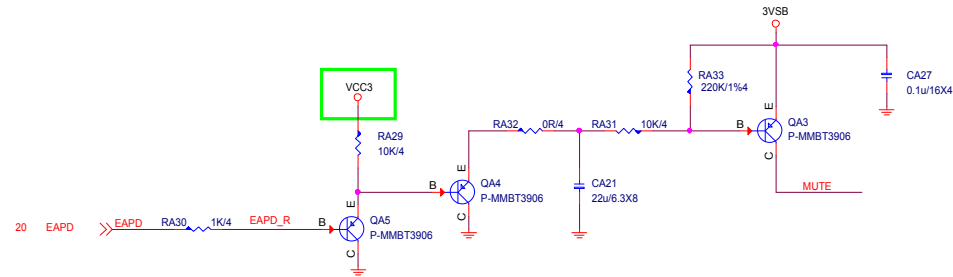 3VSB
RA33
220K/1%4
CA27
0.1u/16X4
VCC3
RA29
10K/4
RA32 0R/4 RA31 10K/4
B E C QA3
P-MMBT3906
MUTE
B E C QA4
P-MMBT3906
CA21
22u/6.3X8
20 EAPD EAPD RA30 1K/4 EAPD_R
B E C QA5
P-MMBT3906